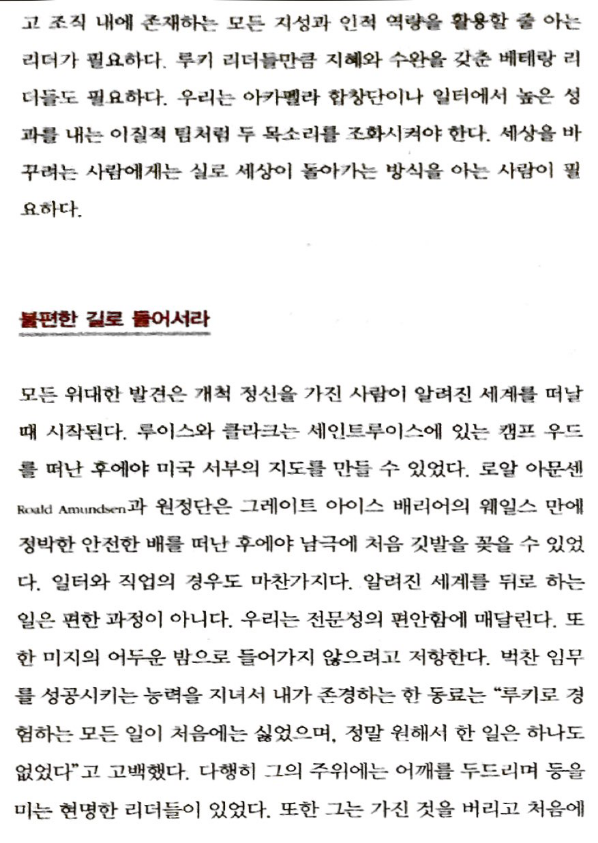 고 조직 내에 존재하는 모든 지성과 인적 역량을 활용할 줄 아는
리더가 필요하다. 루키 리더들만큼 지혜와 수완을 갖춘 베테랑 리
더들도 필요하다. 우리는 아카펠라 합창단이나 일터에서 높은 성
과를 내는 이질적 팀처럼 두 목소리를 조화시켜야 한다. 세상을 바
꾸려는 사람에게는 실로 세상이 돌아가는 방식을 아는 사람이 필
요하다.
불편한 길로 들어서라
모든 위대한 발견은 개척 정신을 가진 사람이 알려진 세계를 떠날
때 시작된다. 루이스와 클라크는 세인트루이스에 있는 캠프 우드
를 떠난 후에야 미국 서부의 지도를 만들 수 있었다. 로알 아문센
Roald Amundsen과 원정단은 그레이트 아이스 배리어의 웨일스 만에
정박한 안전한 배를 떠난 후에야 남극에 처음 깃발을 꽂을 수 있었
다. 일터와 직업의 경우도 마찬가지다. 알려진 세계를 뒤로 하는
일은 편한 과정이 아니다. 우리는 전문성의 편안함에 매달린다. 또
한 미지의 어두운 밤으로 들어가지 않으려고 저항한다. 벅찬 임무
를 성공시키는 능력을 지녀서 내가 존경하는 한 동료는 “루키로 경
험하는 모든 일이 처음에는 싫었으며, 정말 원해서 한 일은 하나도
없었다”고 고백했다. 다행히 그의 주위에는 어깨를 두드리며 등을
미는 현명한 리더들이 있었다. 또한 그는 가진 것을 버리고 처음에